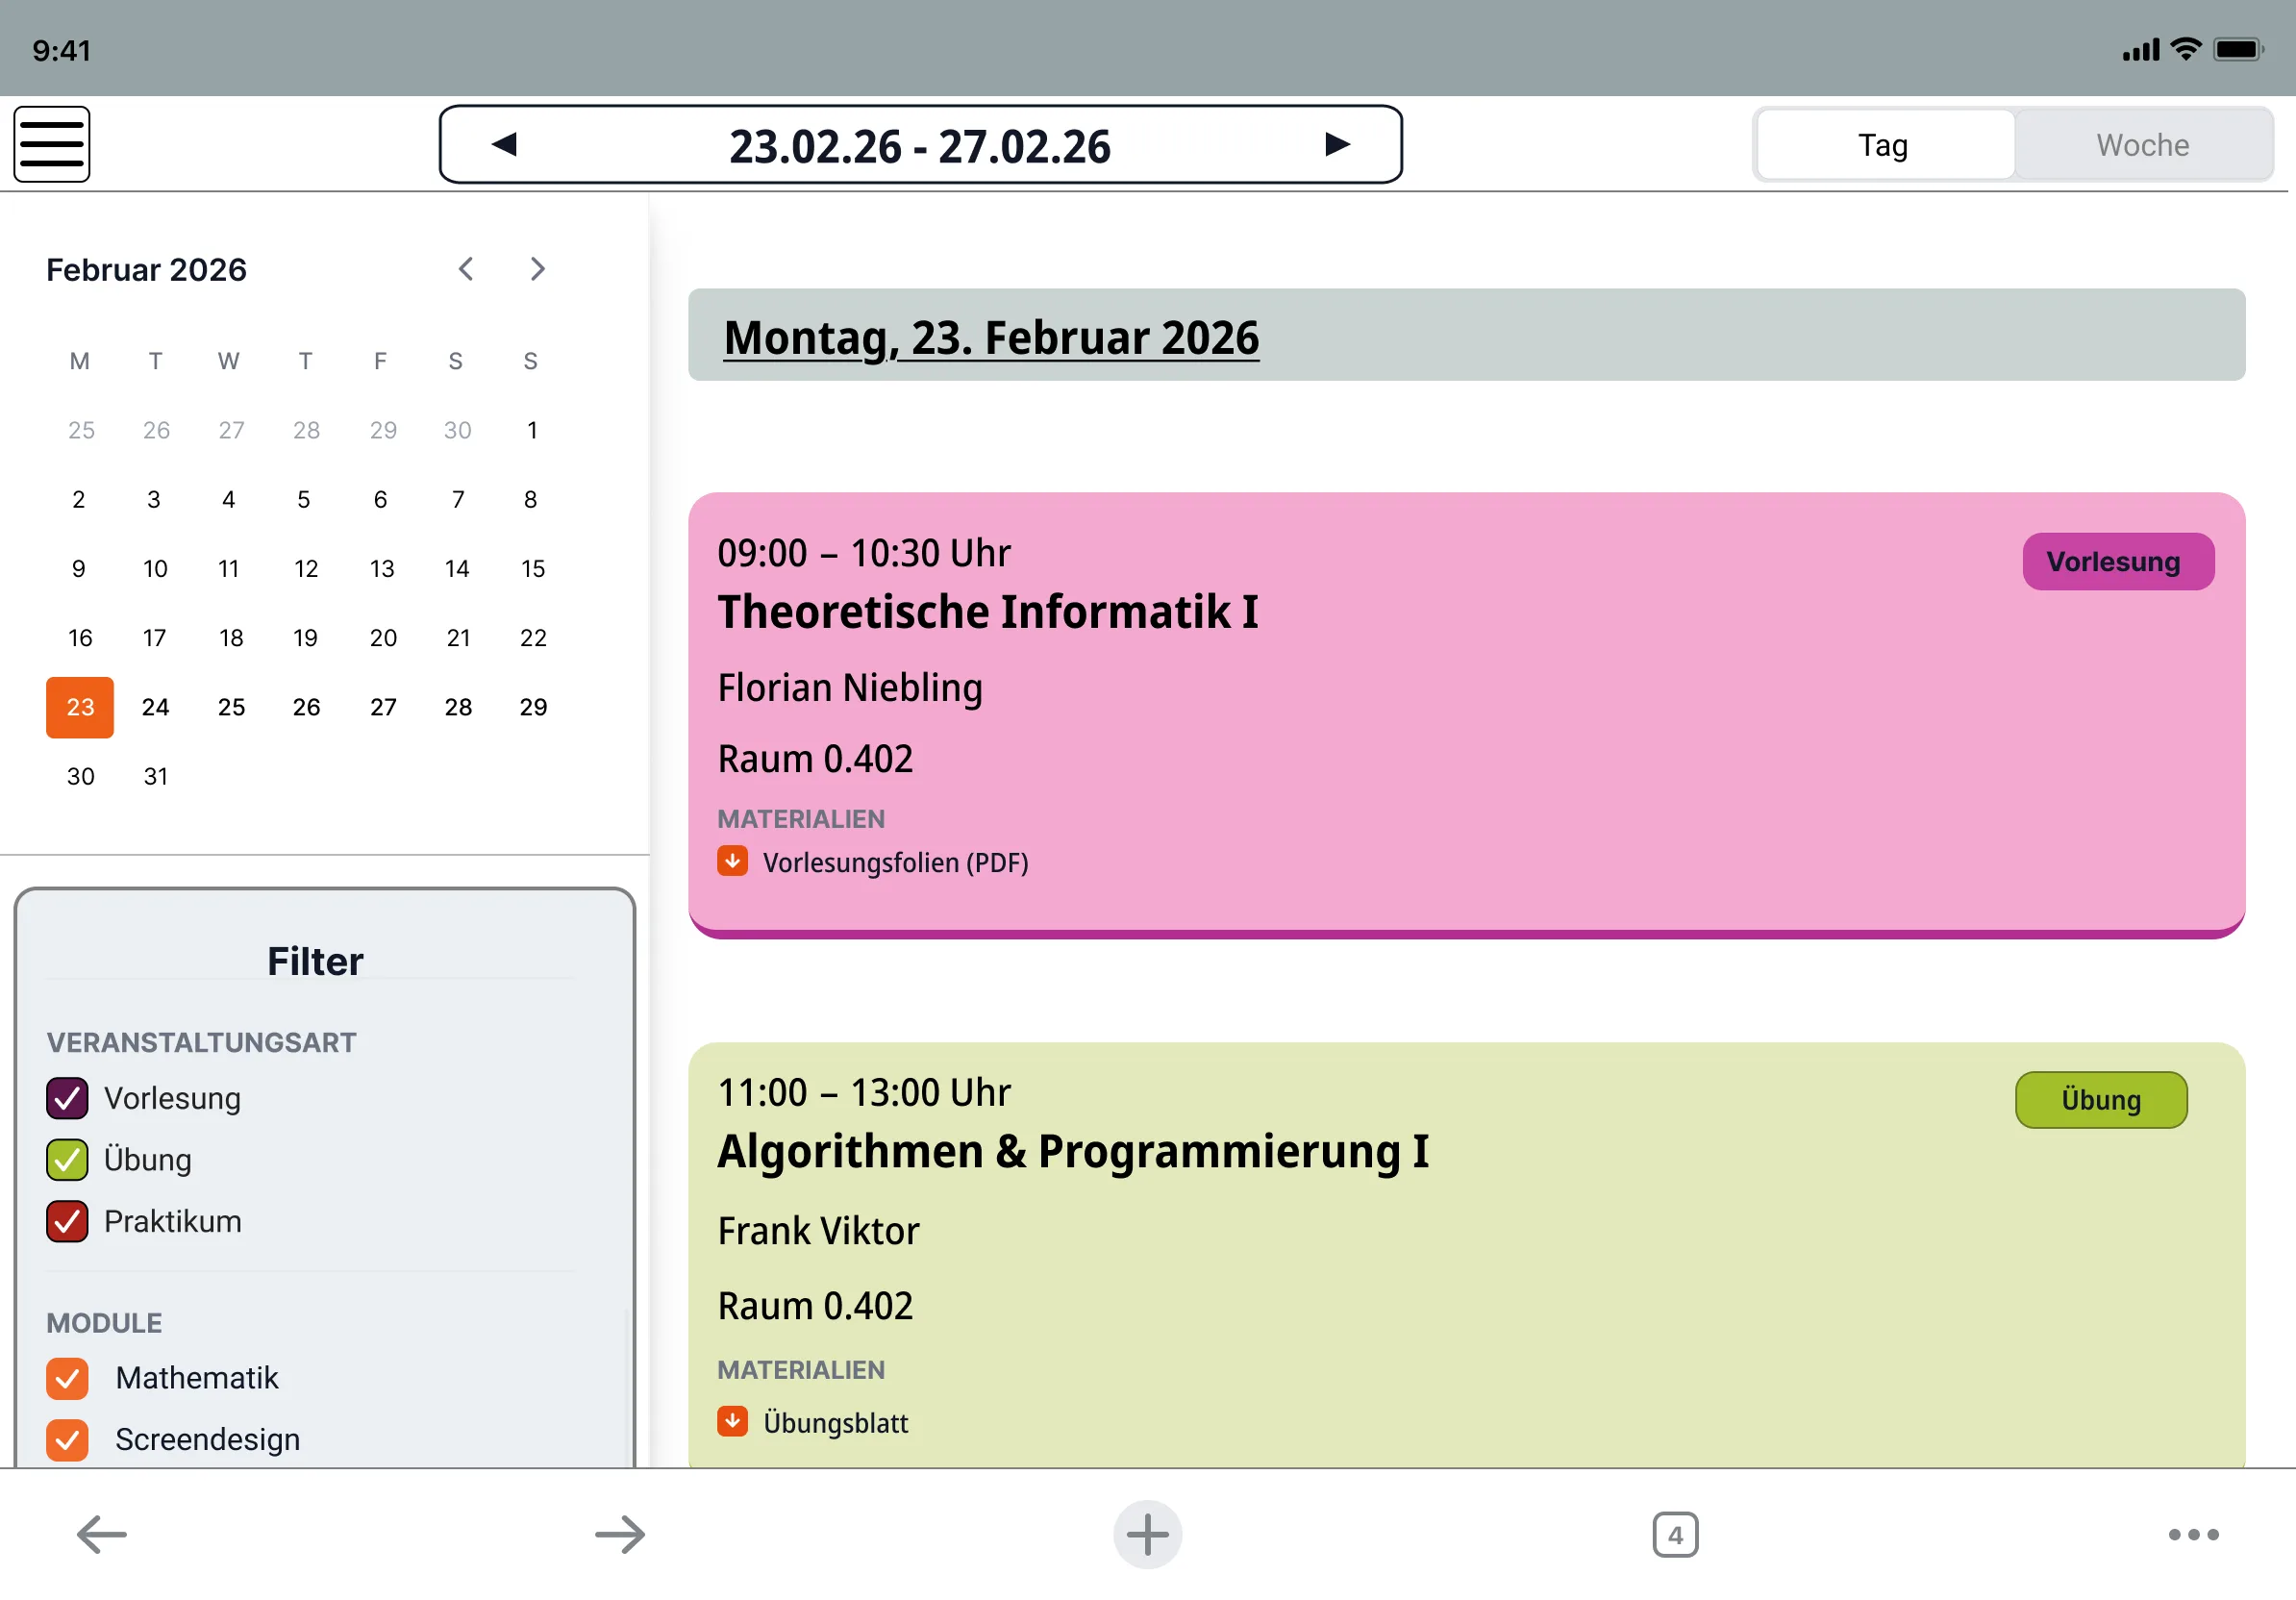 9:41
23.02.26 - 27.02.26
Tag
Woche
Februar 2026
M T W T F S S
25 26 27 28 29 30 1
2 3 4 5 6 7 8
9 10 11 12 13 14 15
16 17 18 19 20 21 22
23 24 25 26 27 28 29
30 31
Filter
VERANSTALTUNGSART
Vorlesung
Übung
Praktikum
MODULE
Mathematik
Screendesign
Montag, 23. Februar 2026
09:00 – 10:30 Uhr
Vorlesung
Theoretische Informatik I
Florian Niebling
Raum 0.402
MATERIALIEN
Vorlesungsfolien (PDF)
11:00 – 13:00 Uhr
Übung
Algorithmen & Programmierung I
Frank Viktor
Raum 0.402
MATERIALIEN
Übungsblatt
4